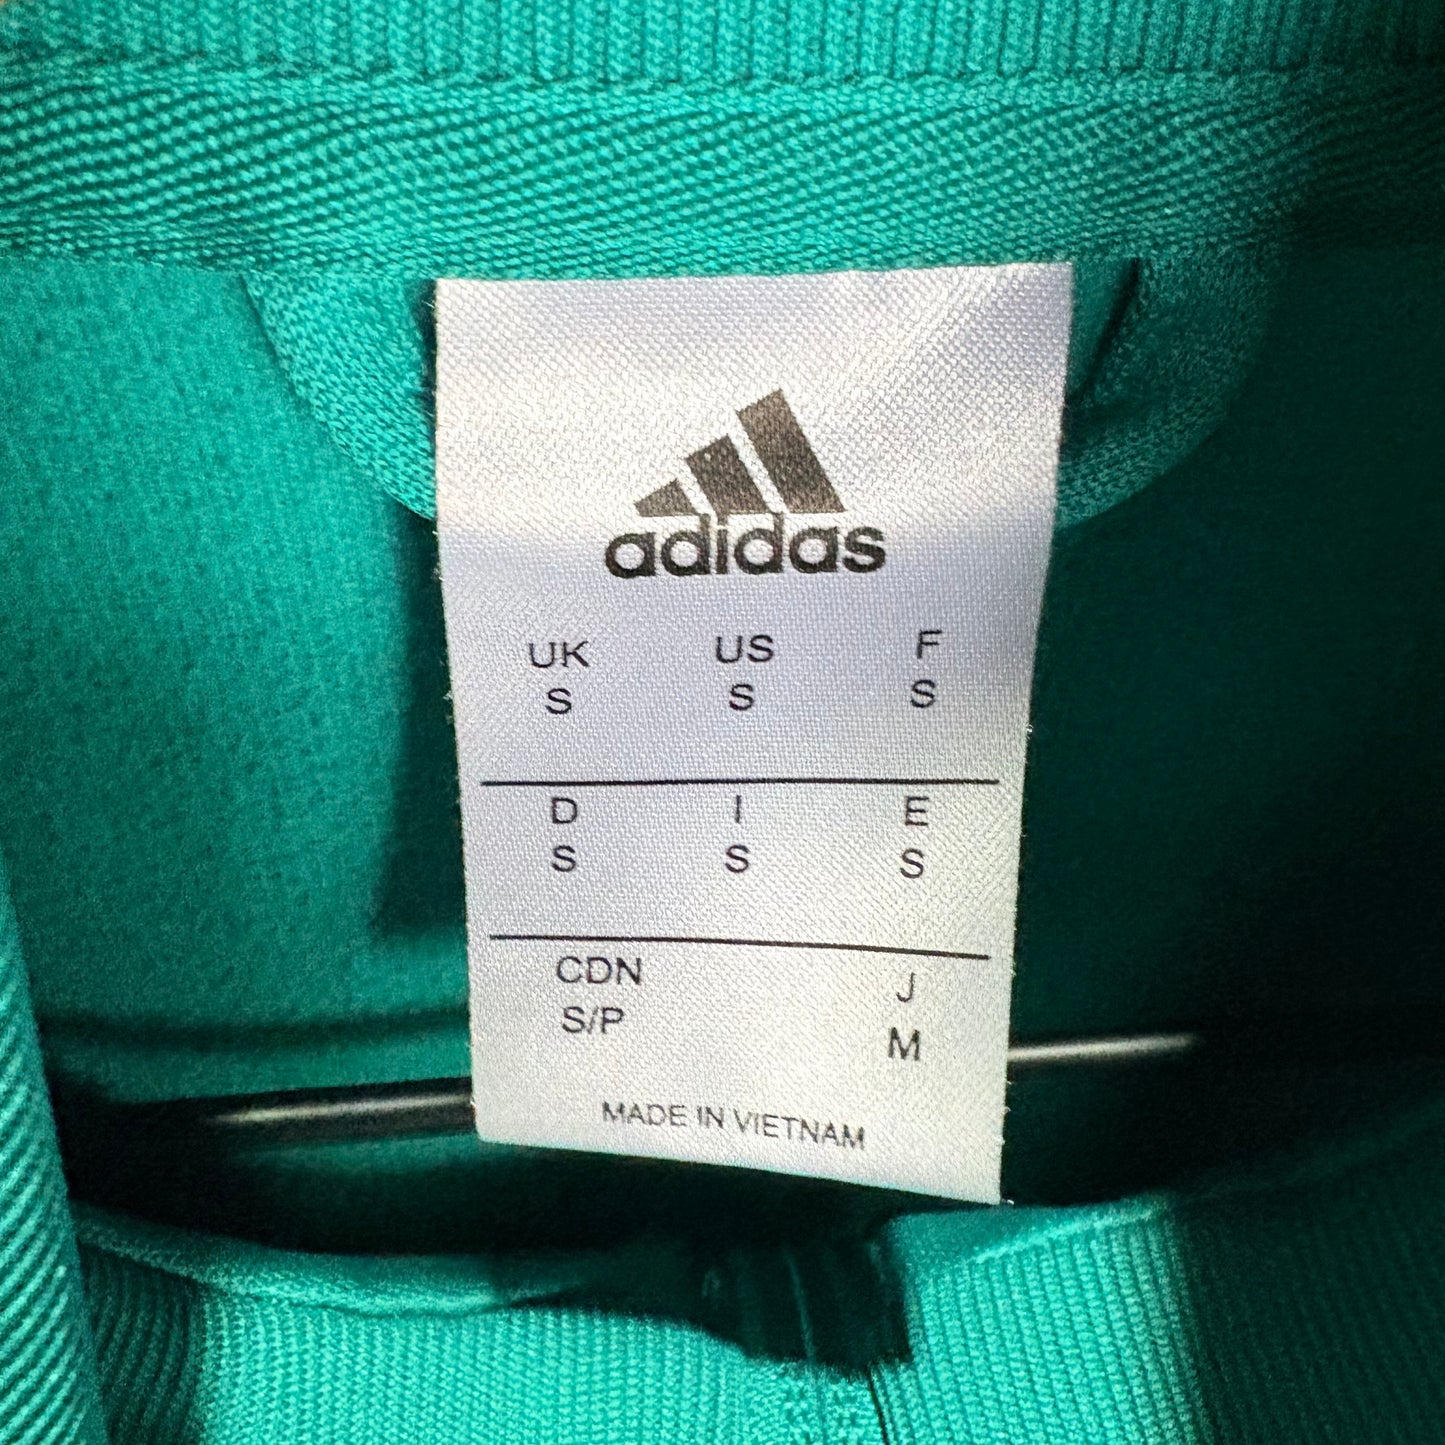 adidas
UK US F
S S S
D I E
S S S
CDN J
S/P M
MADE IN VIETNAM